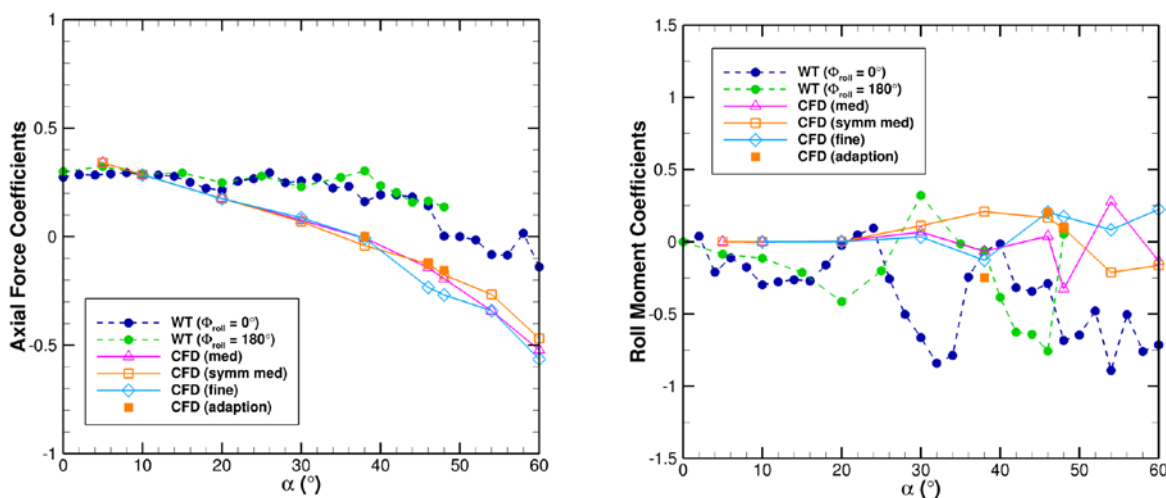 1
0.5
0
-0.5
-1
Axial Force Coefficients
WT (Φroll = 0°)
WT (Φroll = 180°)
CFD (med)
CFD (symm med)
CFD (fine)
CFD (adaption)
0 10 20 30 40 50 60
α (°)
1.5
1
0.5
0
-0.5
-1
-1.5
Roll Moment Coefficients
WT (Φroll = 0°)
WT (Φroll = 180°)
CFD (med)
CFD (symm med)
CFD (fine)
CFD (adaption)
0 10 20 30 40 50 60
α (°)